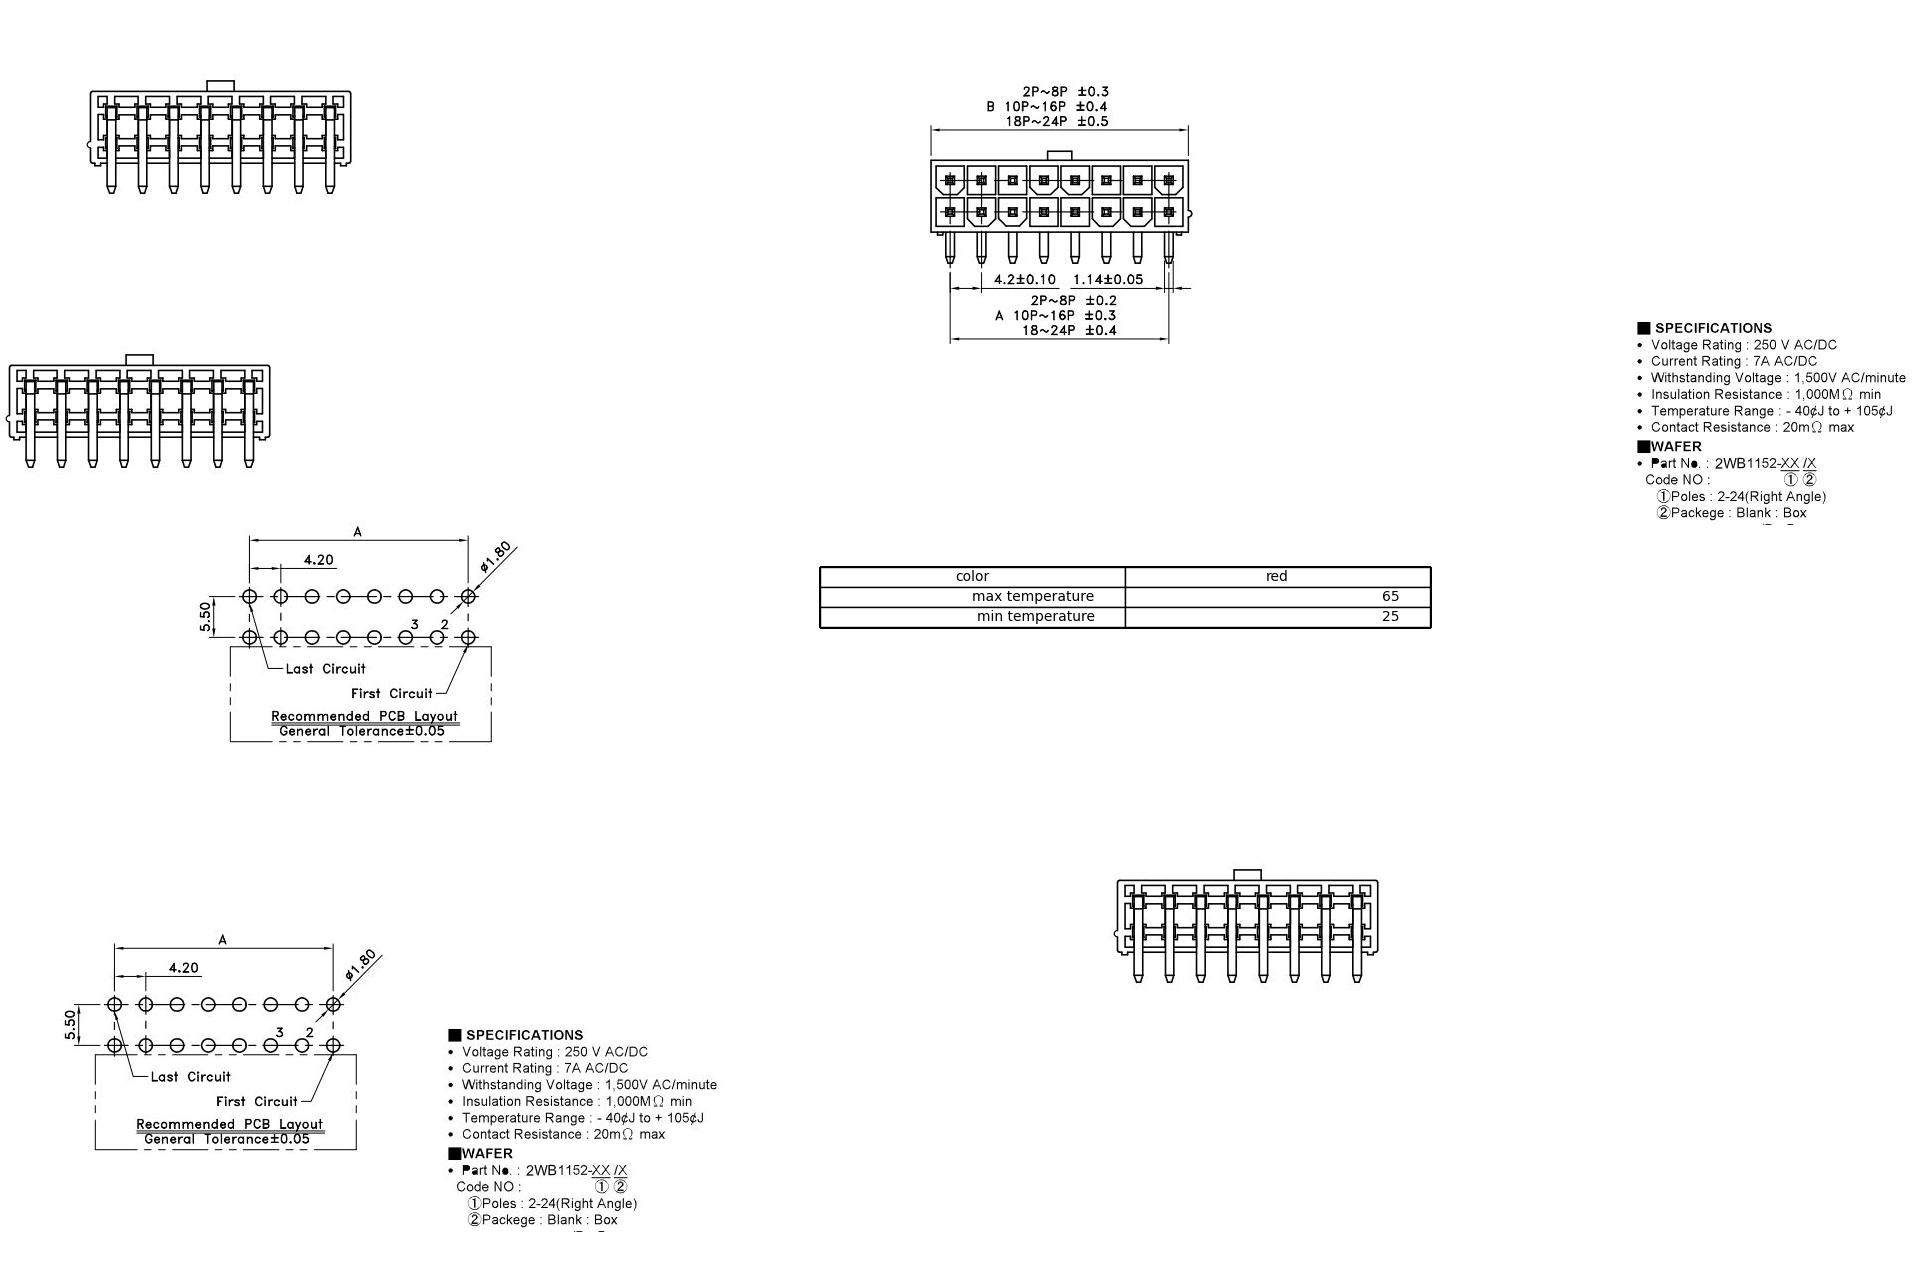 2P~8P ±0.3
B 10P~16P ±0.4
18P~24P ±0.5
4.2±0.10 1.14±0.05
2P~8P ±0.2
A 10P~16P ±0.3
18~24P ±0.4
■ SPECIFICATIONS
• Voltage Rating : 250 V AC/DC
• Current Rating : 7A AC/DC
• Withstanding Voltage : 1,500V AC/minute
• Insulation Resistance : 1,000MΩ min
• Temperature Range : - 40¢J to + 105¢J
• Contact Resistance : 20mΩ max
■WAFER
• Part No. : 2WB1152-XX /X
Code NO : ① ②
①Poles : 2-24(Right Angle)
②Packege : Blank : Box
A
4.20
ø1.80
5.50
3 2
Last Circuit
First Circuit
Recommended PCB Layout
General Tolerance±0.05
color red
max temperature 65
min temperature 25
A
4.20
ø1.80
5.50
3 2
Last Circuit
First Circuit
Recommended PCB Layout
General Tolerance±0.05
■ SPECIFICATIONS
• Voltage Rating : 250 V AC/DC
• Current Rating : 7A AC/DC
• Withstanding Voltage : 1,500V AC/minute
• Insulation Resistance : 1,000MΩ min
• Temperature Range : - 40¢J to + 105¢J
• Contact Resistance : 20mΩ max
■WAFER
• Part No. : 2WB1152-XX /X
Code NO : ① ②
①Poles : 2-24(Right Angle)
②Packege : Blank : Box